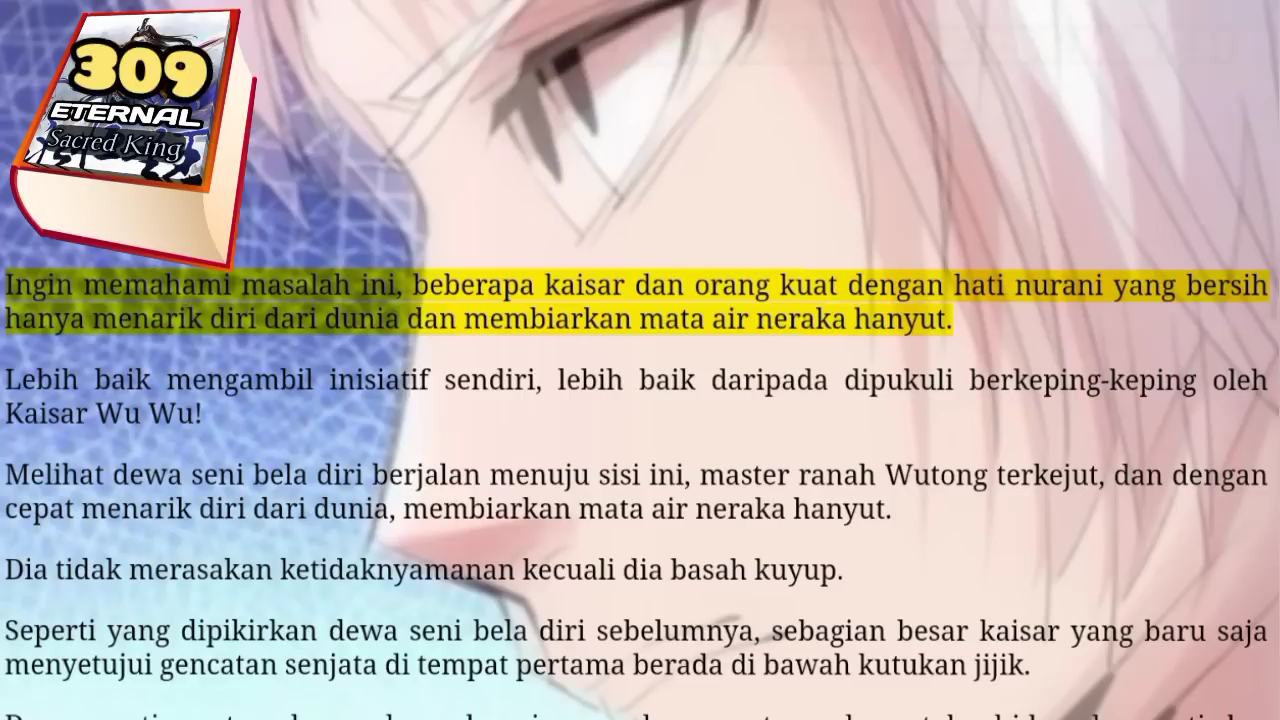 309
ETERNAL
Sacred King
Ingin memahami masalah ini, beberapa kaisar dan orang kuat dengan hati nurani yang bersih
hanya menarik diri dari dunia dan membiarkan mata air neraka hanyut.
Lebih baik mengambil inisiatif sendiri, lebih baik daripada dipukuli berkeping-keping oleh
Kaisar Wu Wu!
Melihat dewa seni bela diri berjalan menuju sisi ini, master ranah Wutong terkejut, dan dengan
cepat menarik diri dari dunia, membiarkan mata air neraka hanyut.
Dia tidak merasakan ketidaknyamanan kecuali dia basah kuyup.
Seperti yang dipikirkan dewa seni bela diri sebelumnya, sebagian besar kaisar yang baru saja
menyetujui gencatan senjata di tempat pertama berada di bawah kutukan jijik.